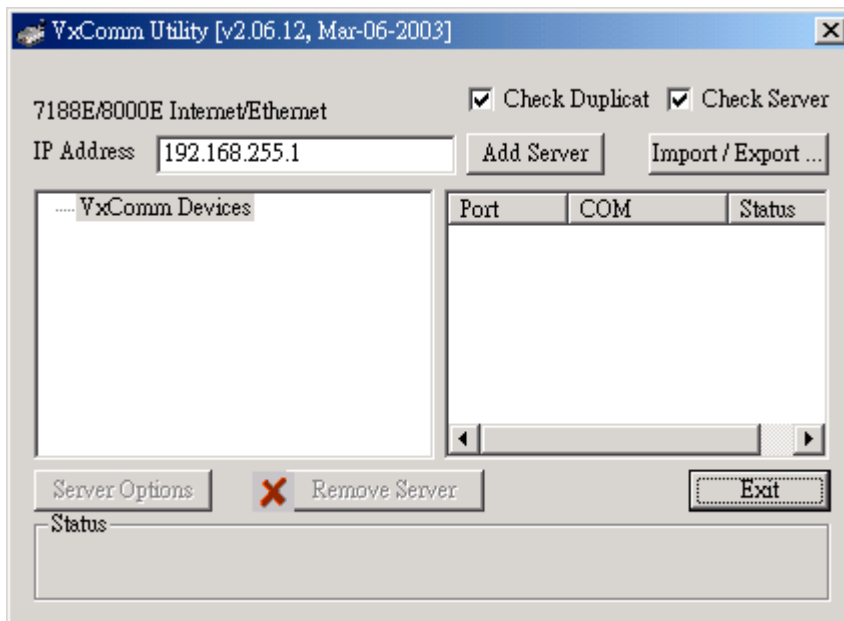 VxComm Utility [v2.06.12, Mar-06-2003]
Check Duplicat Check Server
7188E/8000E Internet/Ethernet
IP Address 192.168.255.1 Add Server Import / Export ...
VxComm Devices
Port COM Status
Server Options Remove Server Exit
Status